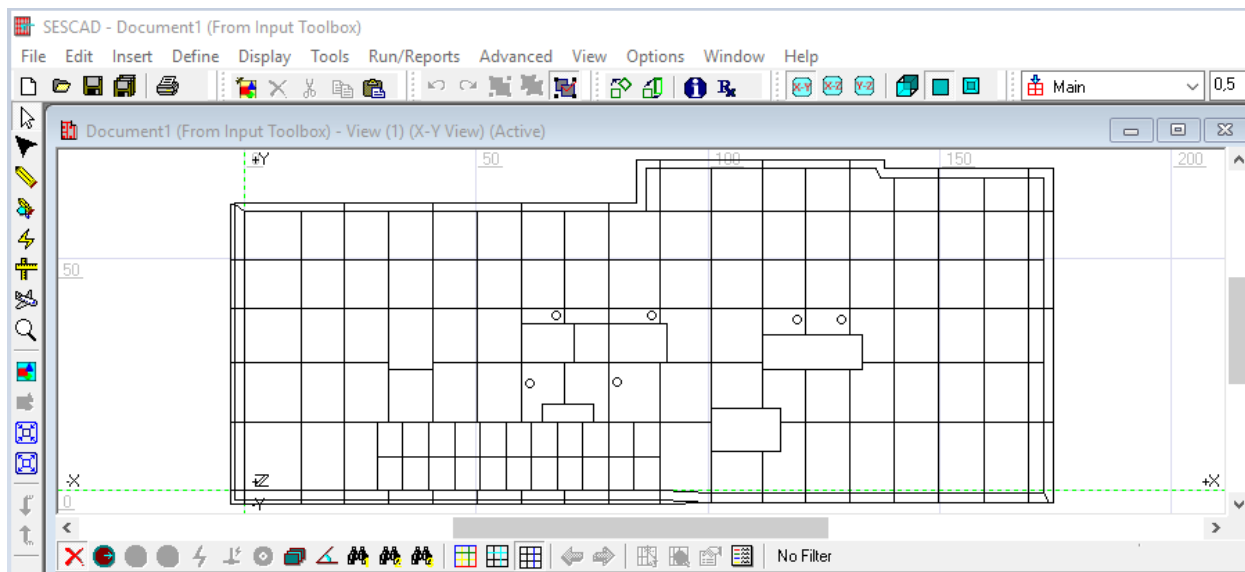 SESCAD - Document1 (From Input Toolbox)
File Edit Insert Define Display Tools Run/Reports Advanced View Options Window Help
X-Y X-Z Y-Z Main 0,5
Document1 (From Input Toolbox) - View (1) (X-Y View) (Active)
+Y 50 100 150 200
50
-X +Z +X
0 -Y
No Filter